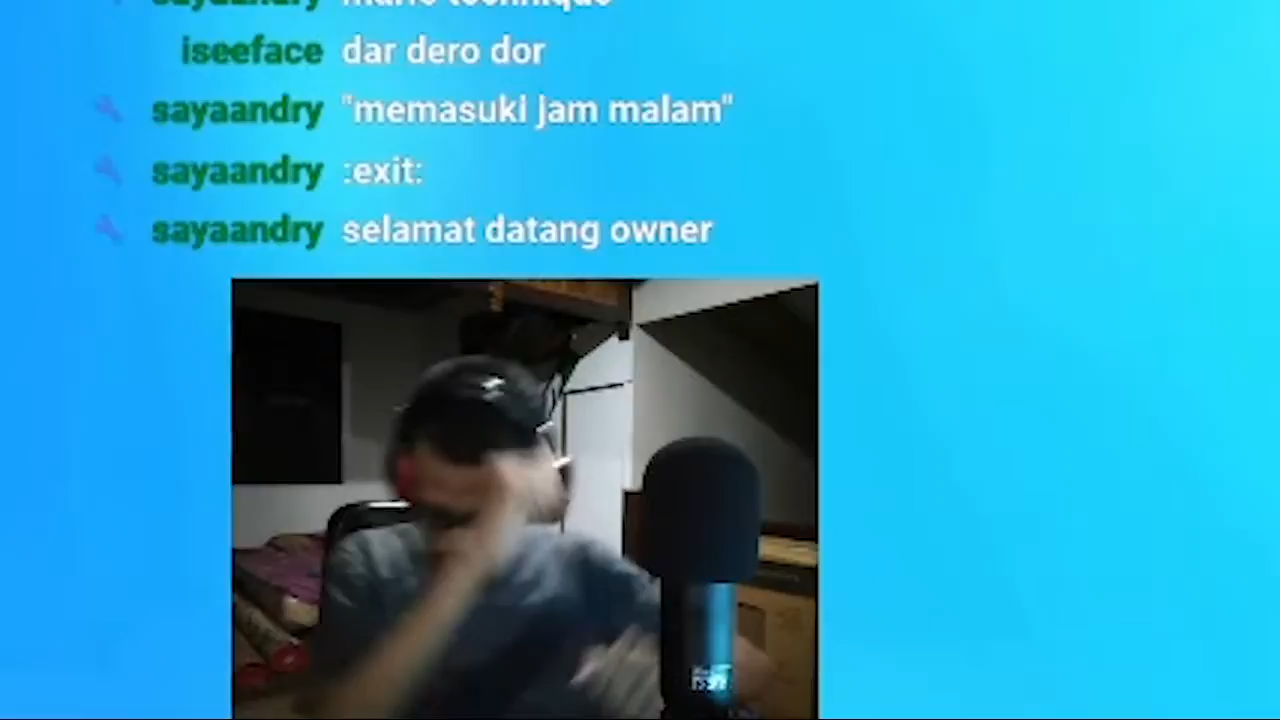 iseeface dar dero dor
sayaandry "memasuki jam malam"
sayaandry :exit:
sayaandry selamat datang owner